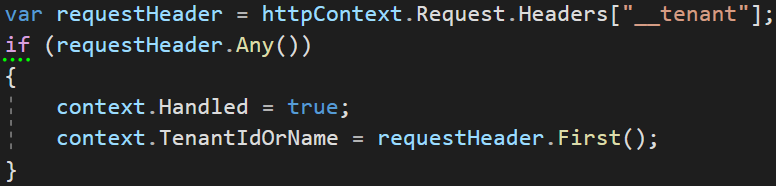 var requestHeader = httpContext.Request.Headers["__tenant"];
if (requestHeader.Any())
{
    context.Handled = true;
    context.TenantIdOrName = requestHeader.First();
}